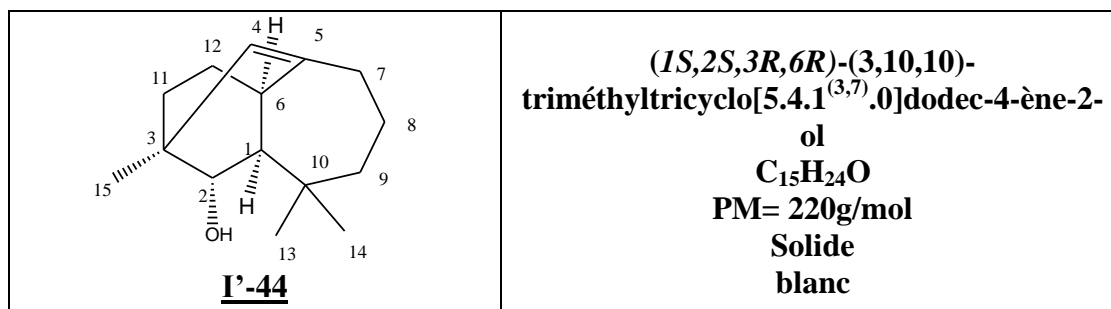 H
4
5
12
11
7
6
8
3
1
10
9
15
2
H
OH
13
14
I'-44
(1S,2S,3R,6R)-(3,10,10)-
triméthyltricyclo[5.4.1(3,7).0]dodec-4-ène-2-
ol
C15H24O
PM= 220g/mol
Solide
blanc